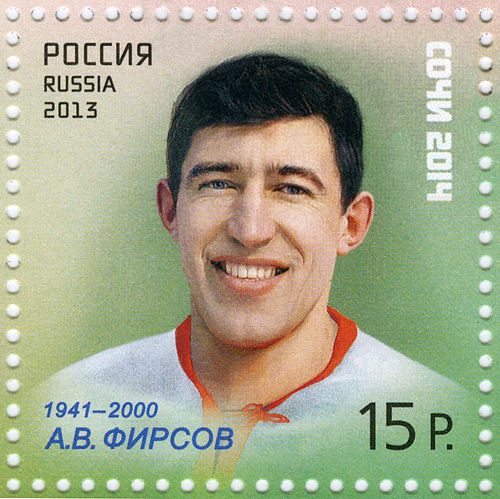 РОССИЯ
RUSSIA
2013
СОЧИ 2014
1941–2000
А.В. ФИРСОВ
15 Р.